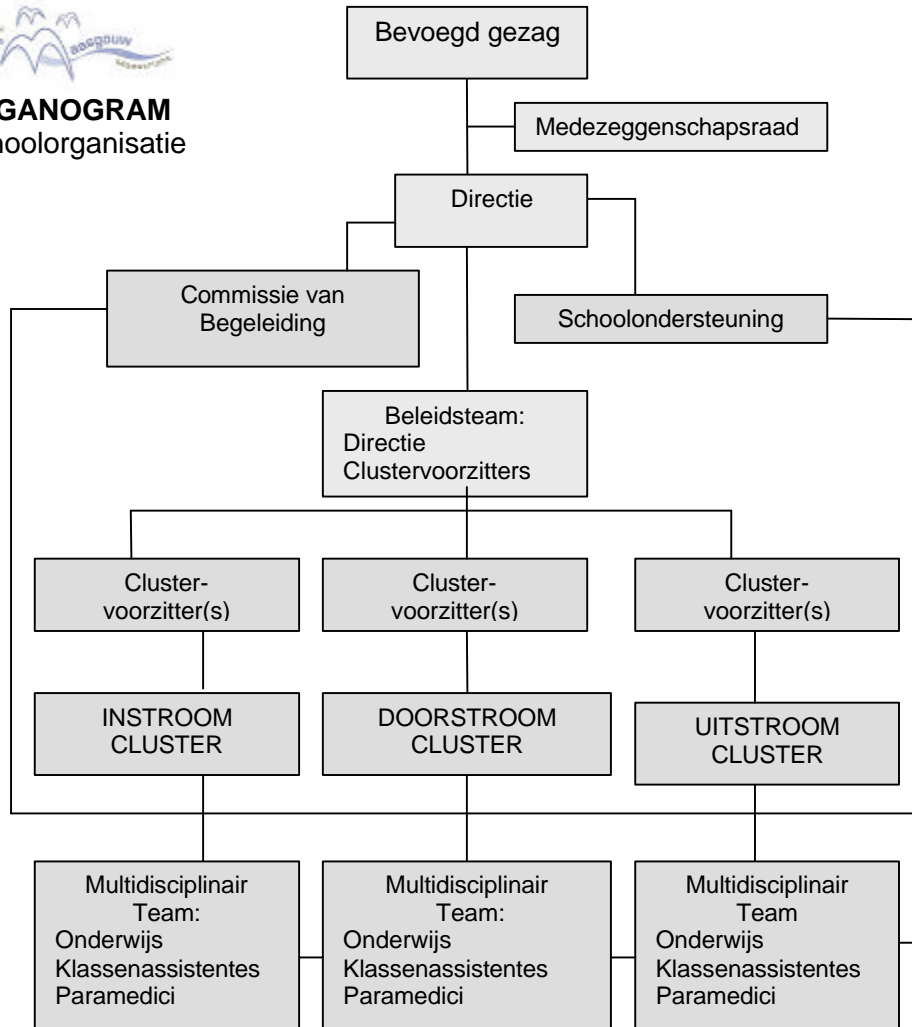 aasgouw
GANOGRAM
hoolorganisatie
Bevoegd gezag
Medezeggenschapsraad
Directie
Commissie van
Begeleiding
Schoolondersteuning
Beleidsteam:
Directie
Clustervoorzitters
Cluster-
voorzitter(s)
Cluster-
voorzitter(s)
Cluster-
voorzitter(s)
INSTROOM
CLUSTER
DOORSTROOM
CLUSTER
UITSTROOM
CLUSTER
Multidisciplinair
Team:
Onderwijs
Klassenassistentes
Paramedici
Multidisciplinair
Team:
Onderwijs
Klassenassistentes
Paramedici
Multidisciplinair
Team
Onderwijs
Klassenassistentes
Paramedici